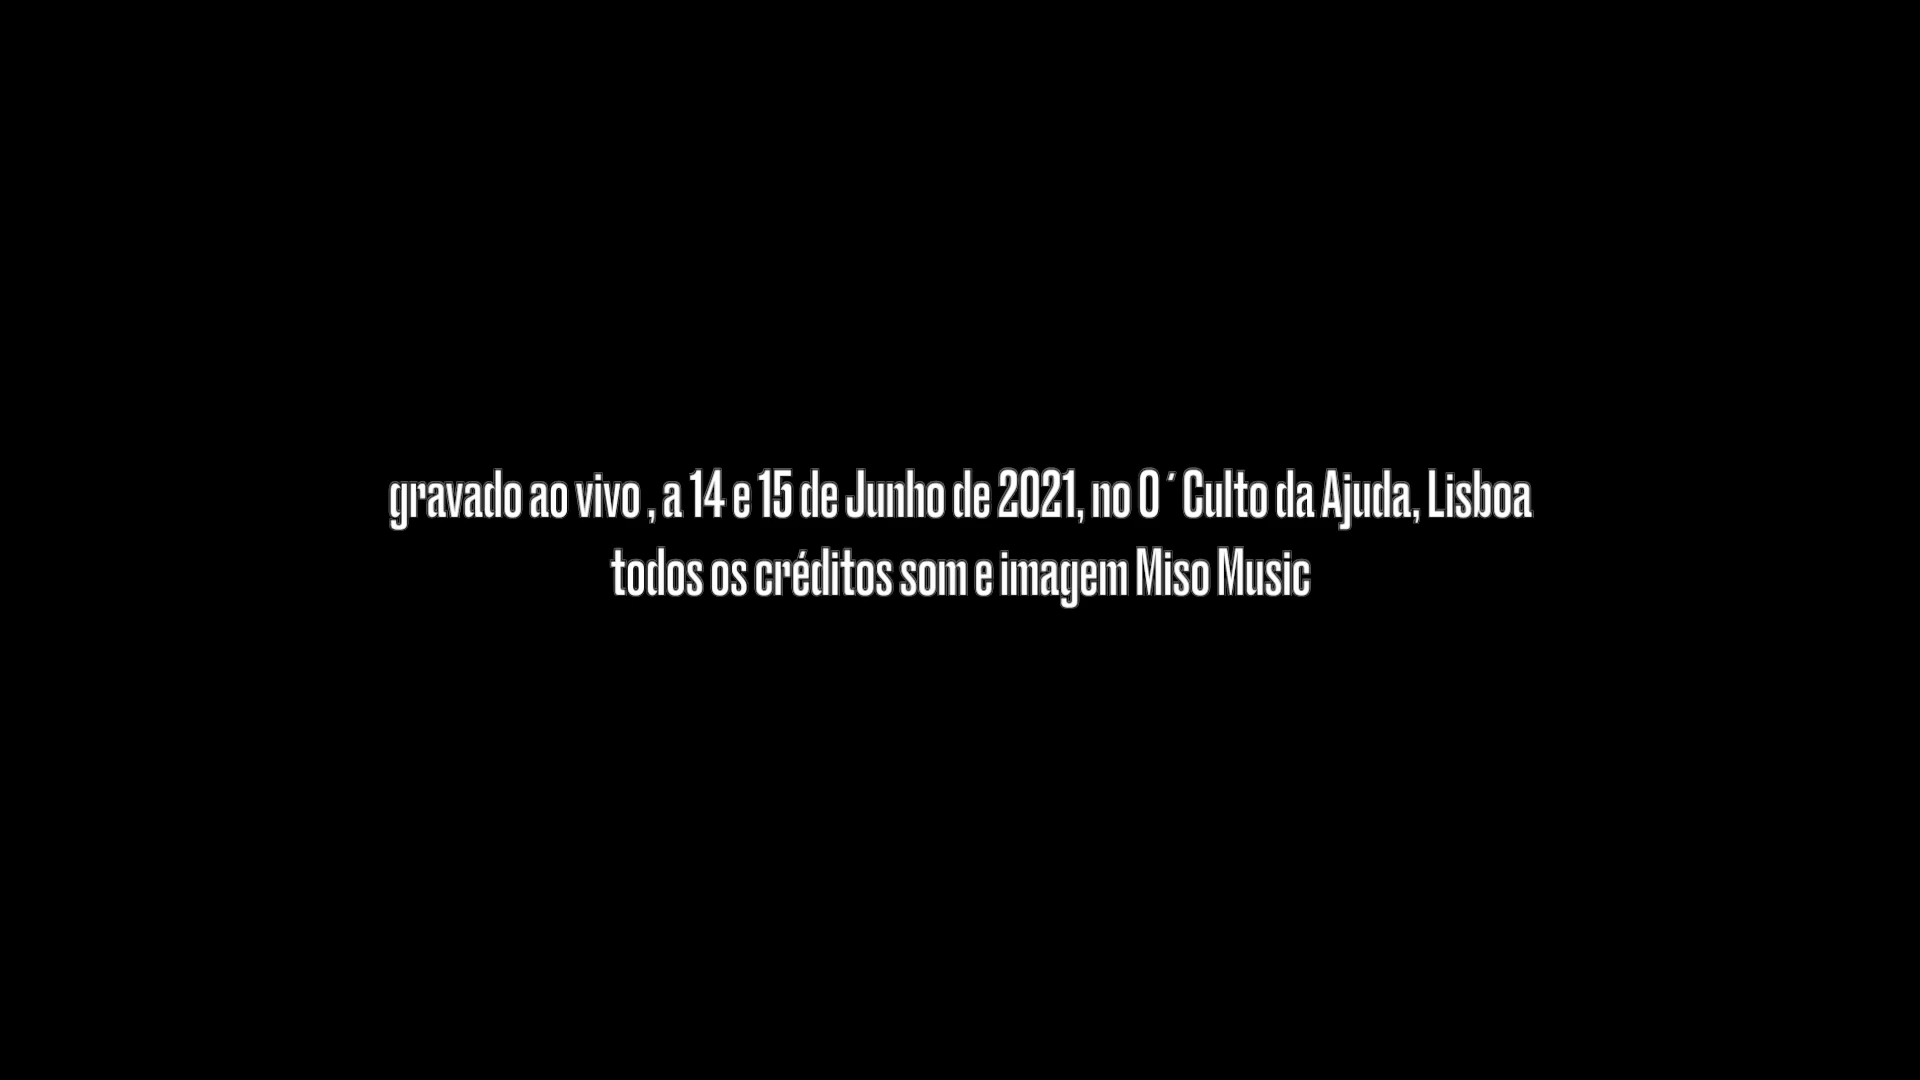 gravado ao vivo , a 14 e 15 de Junho de 2021, no O´Culto da Ajuda, Lisboa
todos os créditos som e imagem Miso Music